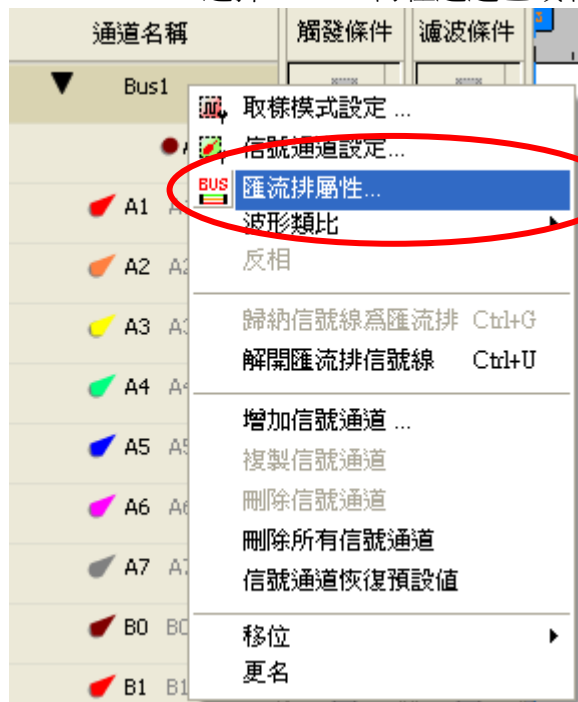 通道名稱 觸發條件 濾波條件
Bus1
取樣模式設定 ...
信號通道設定...
BUS 匯流排屬性...
A1
波形類比
A2
反相
A3
歸納信號線爲匯流排 Ctrl+G
A4
解開匯流排信號線 Ctrl+U
A5
增加信號通道 ...
複製信號通道
A6
刪除信號通道
刪除所有信號通道
A7
信號通道恢復預設值
B0 B0
移位
更名
B1 B1